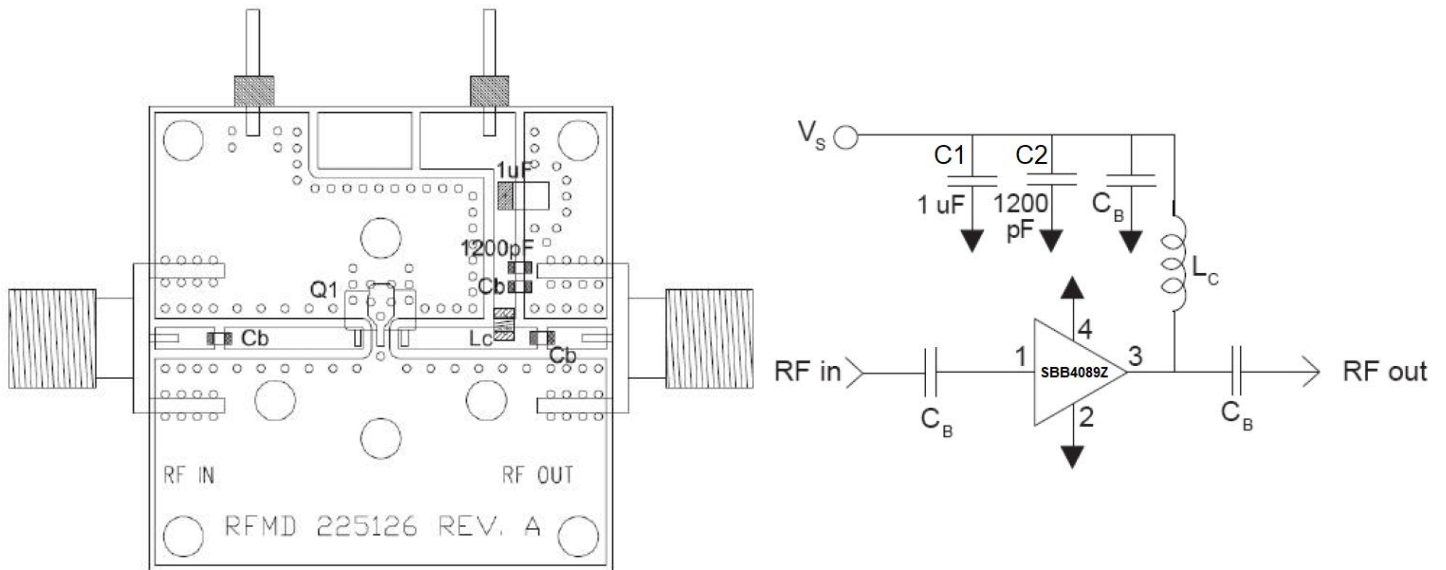 1uF
1200pF
Cb
Q1
Cb
Lc
Cb
RF IN
RF OUT
RFMD 225126 REV. A
VS
C1
C2
1 uF
1200
pF
CB
LC
4
1
SBB4089Z
3
RF in
RF out
CB
2
CB